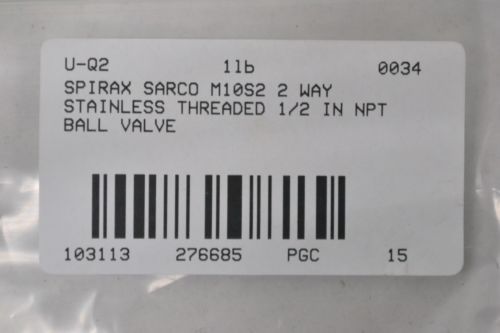 U-Q2 1lb 0034
SPIRAX SARCO M10S2 2 WAY
STAINLESS THREADED 1/2 IN NPT
BALL VALVE
103113 276685 PGC 15